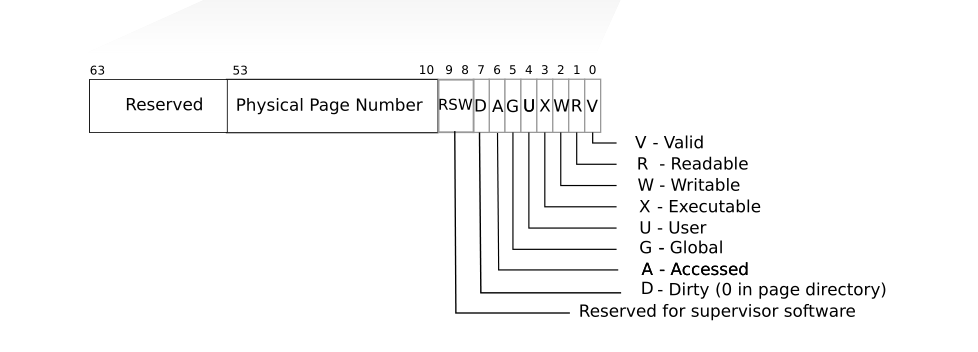 63 53 10 9 8 7 6 5 4 3 2 1 0
Reserved Physical Page Number RSW D A G U X W R V
V - Valid
R - Readable
W - Writable
X - Executable
U - User
G - Global
A - Accessed
D - Dirty (0 in page directory)
Reserved for supervisor software